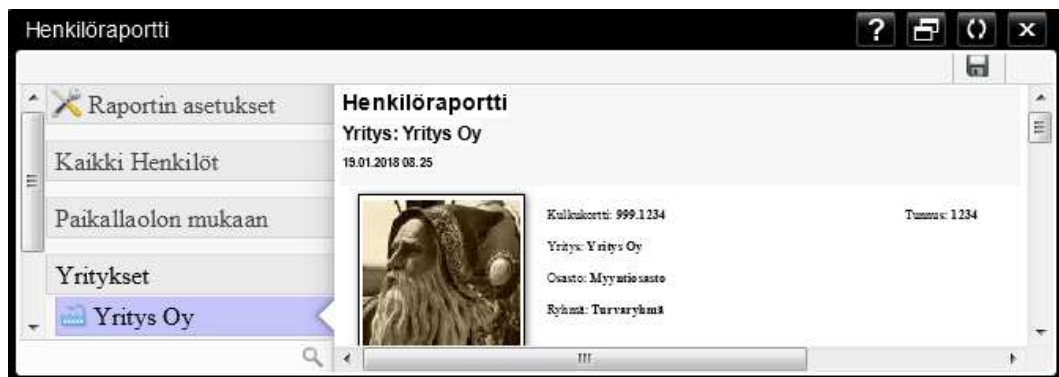 Henkilöraportti
Raportin asetukset
Kaikki Henkilöt
Paikallaolon mukaan
Yritykset
Yritys Oy
Henkilöraportti
Yritys: Yritys Oy
19.01.2018 08.25
Kulkukortti: 999.1234 Tunnus: 1234
Yritys: Yritys Oy
Osasto: Myyntiosasto
Ryhmä: Turvaryhmä